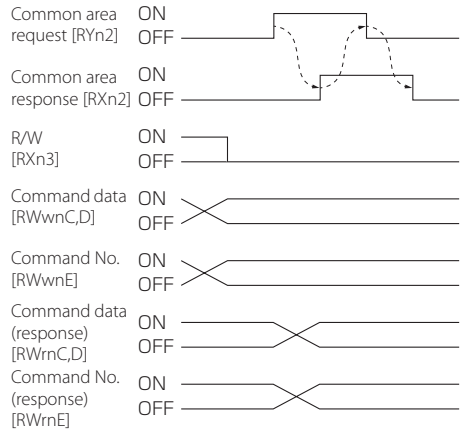 Common area ON
request [RYn2] OFF
Common area ON
response [RXn2] OFF
R/W ON
[RXn3] OFF
Command data ON
[RWwnC,D] OFF
Command No. ON
[RWwnE] OFF
Command data
(response) ON
[RWrnC,D] OFF
Command No.
(response) ON
[RWrnE] OFF